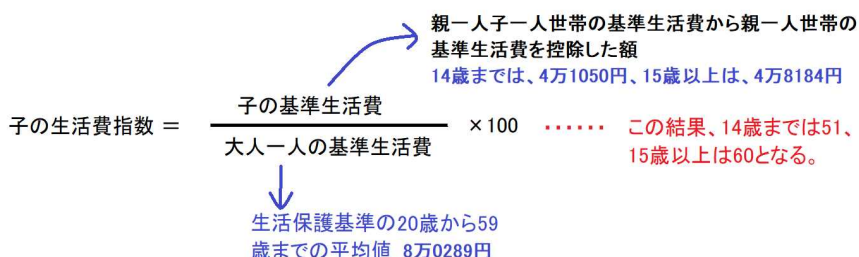 親一人子一人世帯の基準生活費から親一人世帯の
基準生活費を控除した額
14歳までは、4万1050円、15歳以上は、4万8184円
子の生活費指数 ＝
子の基準生活費
大人一人の基準生活費
×100
‥‥‥
この結果、14歳までは51、
15歳以上は60となる。
生活保護基準の20歳から59
歳までの平均値 8万0289円